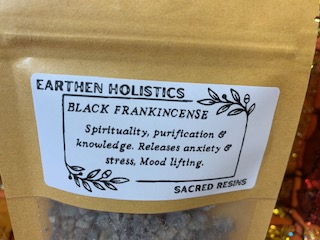 EARTHEN HOLISTICS
BLACK FRANKINCENSE
Spirituality, purification &
knowledge. Releases anxiety &
stress, Mood lifting.
SACRED RESINS